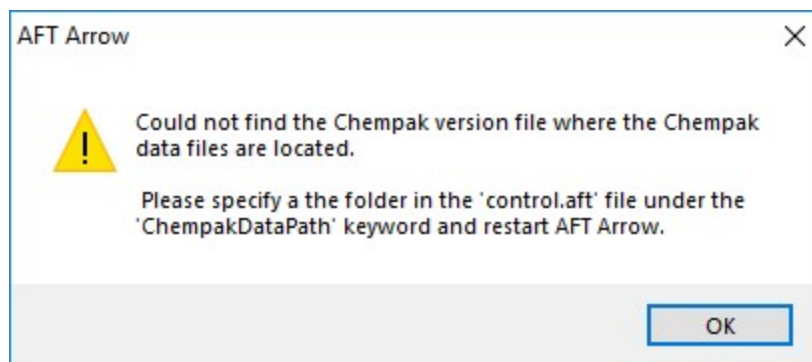 AFT Arrow
Could not find the Chempak version file where the Chempak
data files are located.
Please specify a the folder in the 'control.aft' file under the
'ChempakDataPath' keyword and restart AFT Arrow.
OK